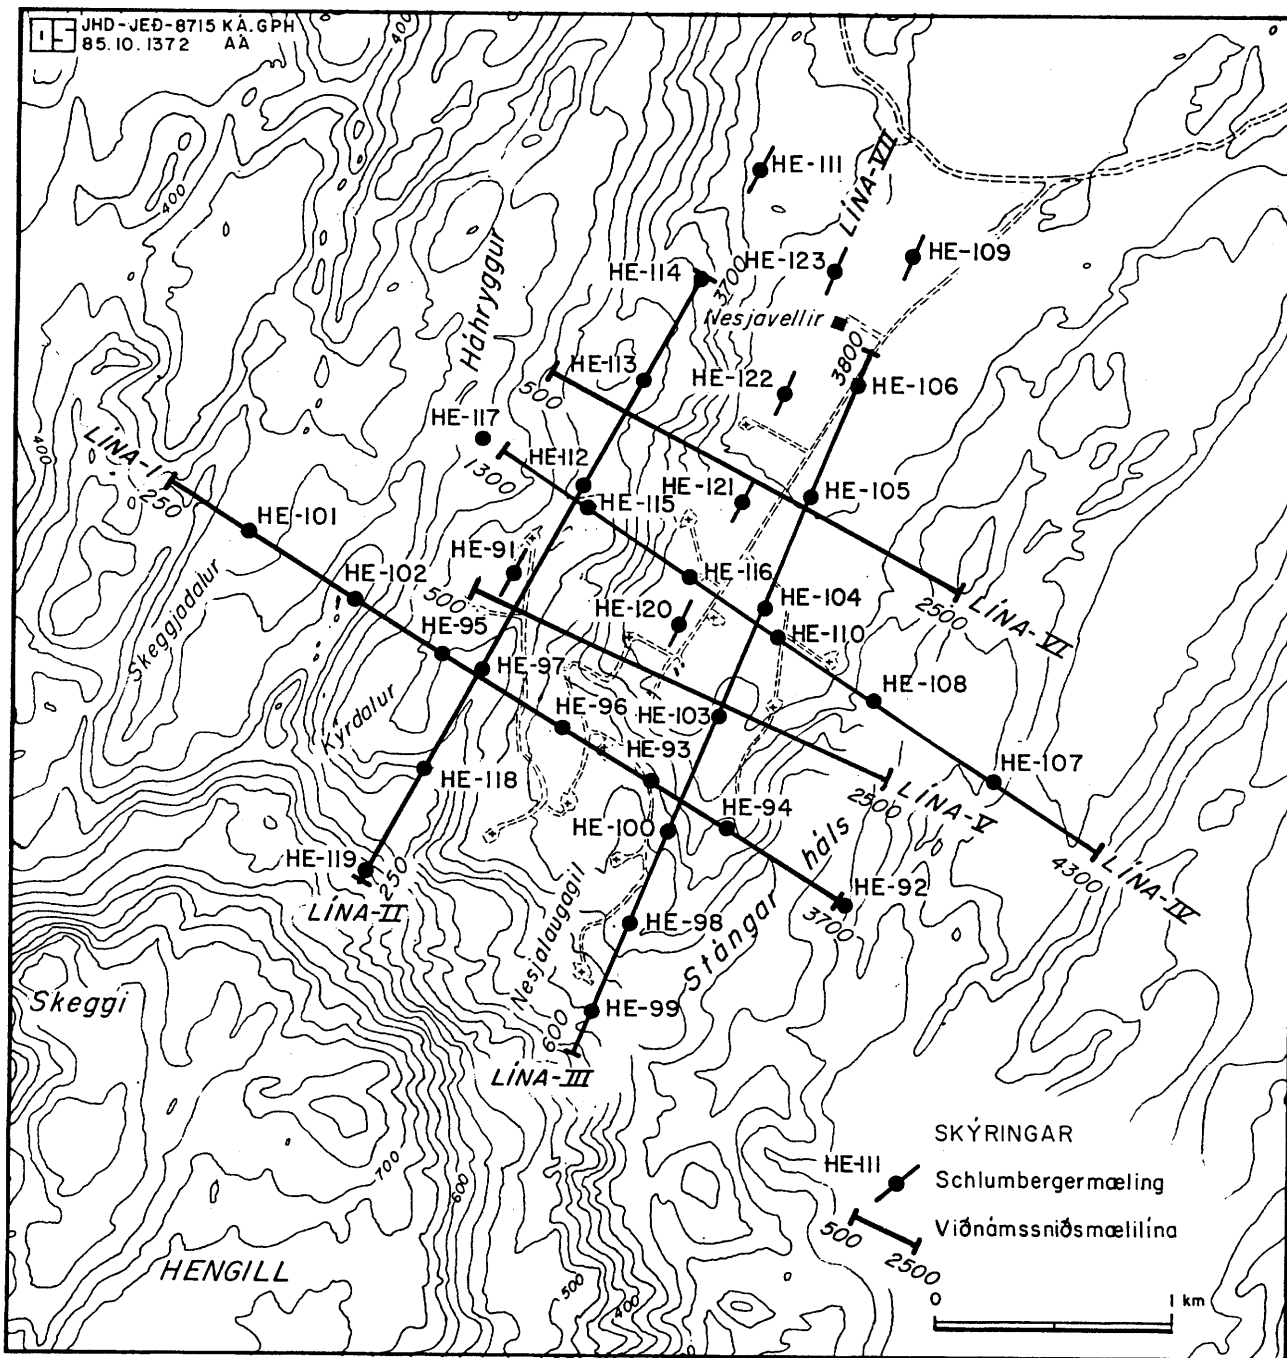 JHD-JEÐ-8715 KÁ.GPH
85.10.1372 AA
400
400
400
HE-111
LÍNA-VII
HE-123
HE-109
HE-114
3700
Nesjavellir
Háhryggur
HE-113
500
HE-122
3800
HE-106
HE-117
1300
HE-112
HE-115
HE-121
HE-105
LÍNA-I
250
HE-101
HE-91
HE-116
HE-102
500
HE-120
HE-104
2500
LÍNA-VI
Skeggjadalur
HE-95
HE-110
HE-97
HE-108
Kýrdalur
HE-96
HE-103
HE-93
HE-118
HE-107
2500
LÍNA-V
HE-94
HE-100
HE-119
250
LÍNA-II
4300
LÍNA-IV
HE-92
3700
Nesjalaugagil
HE-98
Stángar háls
Skeggi
HE-99
600
LÍNA-III
700
600
HENGILL
500
400
SKÝRINGAR
HE-111
Schlumbergermæling
500
2500
Viðnámssniðsmælilína
0
1 km